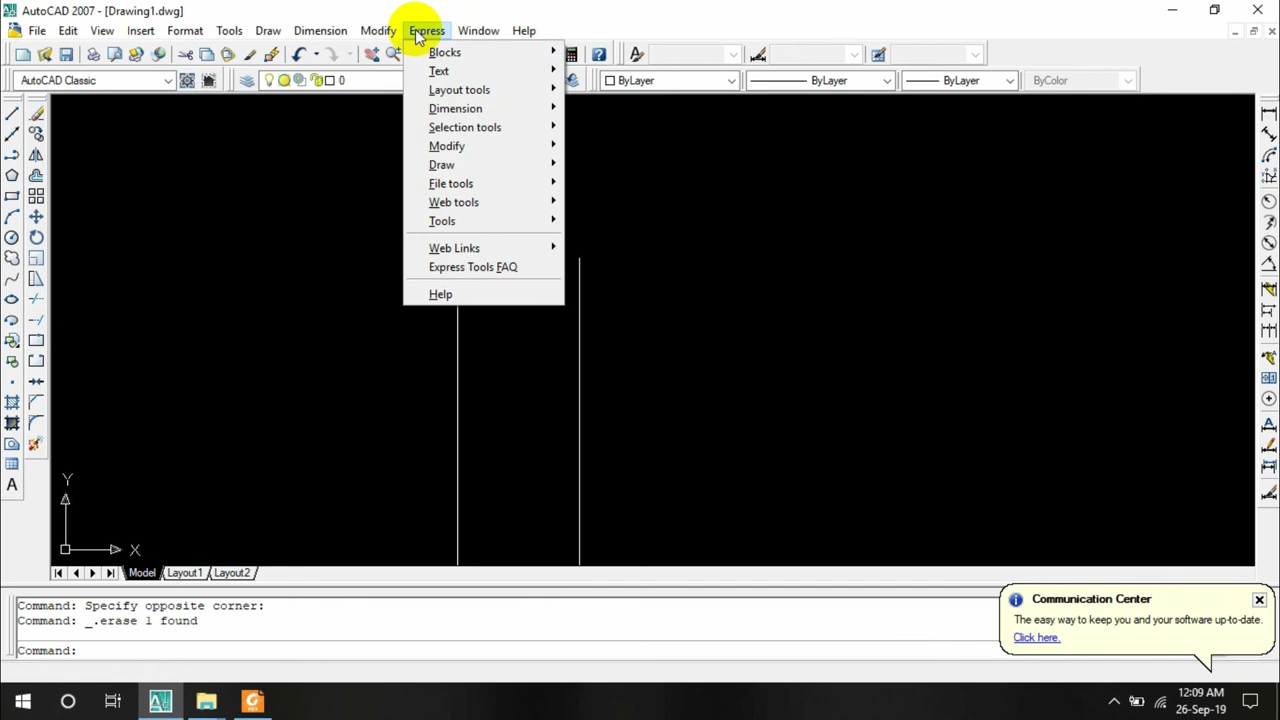 AutoCAD 2007 - [Drawing1.dwg]
File Edit View Insert Format Tools Draw Dimension Modify Express Window Help
AutoCAD Classic
0
ByLayer
ByLayer
ByLayer
ByColor
Blocks
Text
Layout tools
Dimension
Selection tools
Modify
Draw
File tools
Web tools
Tools
Web Links
Express Tools FAQ
Help
A
Y
X
Model Layout1 Layout2
Command: Specify opposite corner:
Command: _.erase 1 found
Command:
Communication Center
The easy way to keep you and your software up-to-date.
Click here.
12:09 AM
26-Sep-19